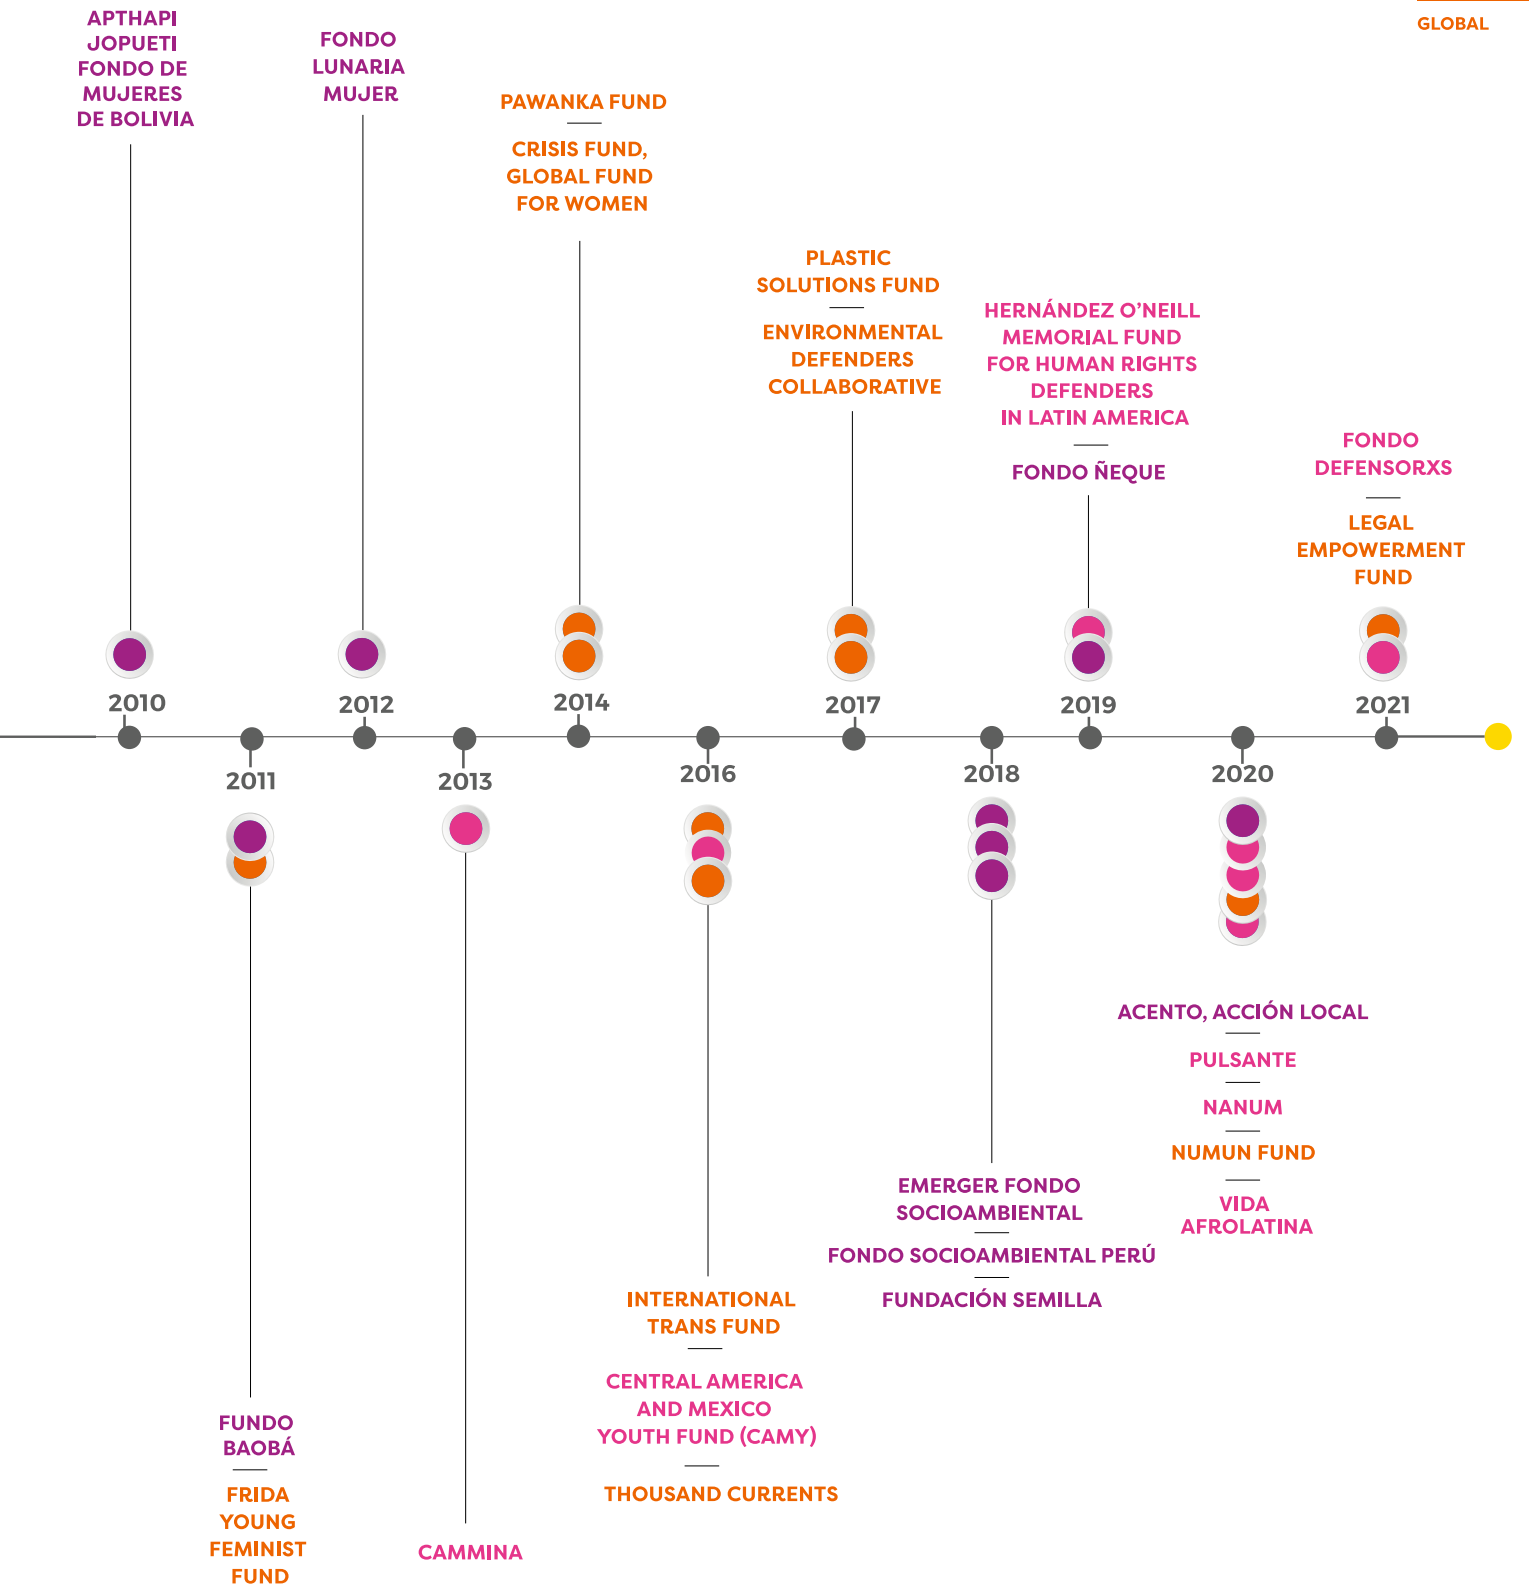 GLOBAL
APTHAPI
JOPUETI
FONDO DE
MUJERES
DE BOLIVIA
FONDO
LUNARIA
MUJER
PAWANKA FUND
CRISIS FUND,
GLOBAL FUND
FOR WOMEN
PLASTIC
SOLUTIONS FUND
ENVIRONMENTAL
DEFENDERS
COLLABORATIVE
HERNÁNDEZ O’NEILL
MEMORIAL FUND
FOR HUMAN RIGHTS
DEFENDERS
IN LATIN AMERICA
FONDO ÑEQUE
FONDO
DEFENSORXS
LEGAL
EMPOWERMENT
FUND
2010
2012
2014
2017
2019
2021
2011
2013
2016
2018
2020
FUNDO
BAOBÁ
FRIDA
YOUNG
FEMINIST
FUND
CAMMINA
INTERNATIONAL
TRANS FUND
CENTRAL AMERICA
AND MEXICO
YOUTH FUND (CAMY)
THOUSAND CURRENTS
EMERGER FONDO
SOCIOAMBIENTAL
FONDO SOCIOAMBIENTAL PERÚ
FUNDACIÓN SEMILLA
ACENTO, ACCIÓN LOCAL
PULSANTE
NANUM
NUMUN FUND
VIDA
AFROLATINA